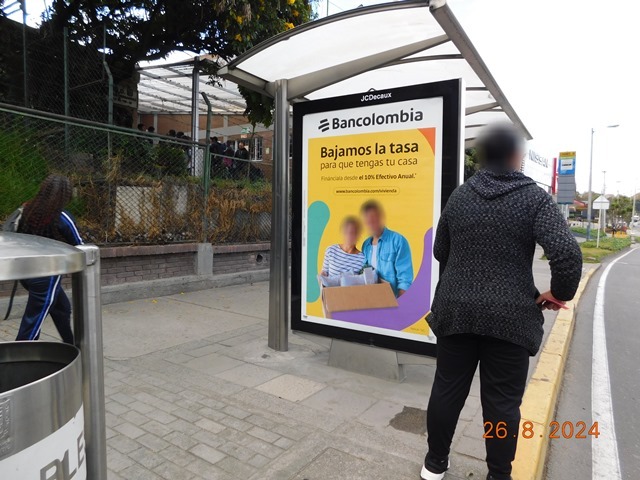 JCDecaux
Bancolombia
Bajamos la tasa
para que tengas tu casa
Finánciala desde el 10% Efectivo Anual.*
www.bancolombia.com/vivienda
26.8.2024